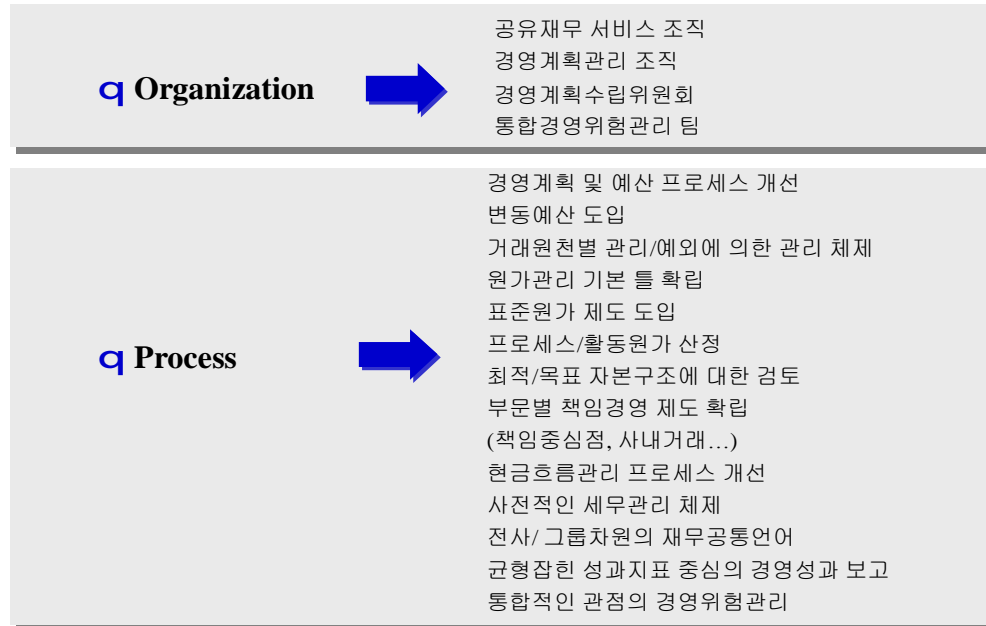 q Organization
공유재무 서비스 조직
경영계획관리 조직
경영계획수립위원회
통합경영위험관리 팀
q Process
경영계획 및 예산 프로세스 개선
변동예산 도입
거래원천별 관리/예외에 의한 관리 체제
원가관리 기본 틀 확립
표준원가 제도 도입
프로세스/활동원가 산정
최적/목표 자본구조에 대한 검토
부문별 책임경영 제도 확립
(책임중심점, 사내거래…)
현금흐름관리 프로세스 개선
사전적인 세무관리 체제
전사/ 그룹차원의 재무공통언어
균형잡힌 성과지표 중심의 경영성과 보고
통합적인 관점의 경영위험관리